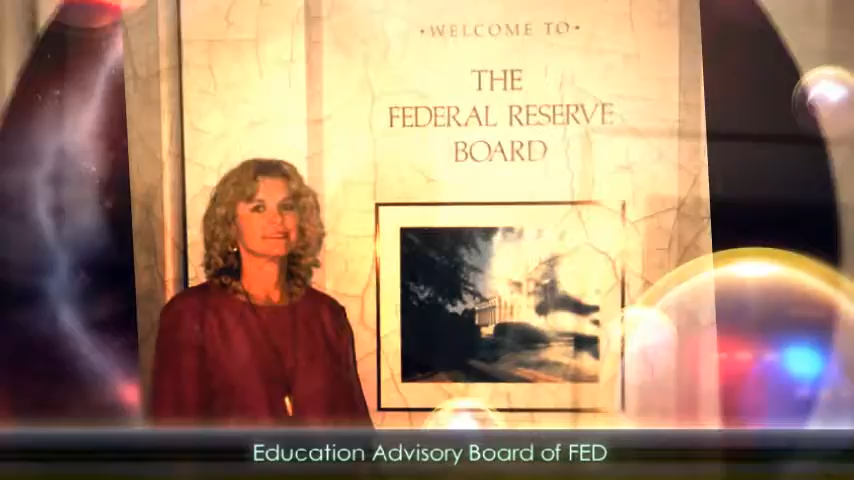 •WELCOME TO•
THE
FEDERAL RESERVE
BOARD
Education Advisory Board of FED